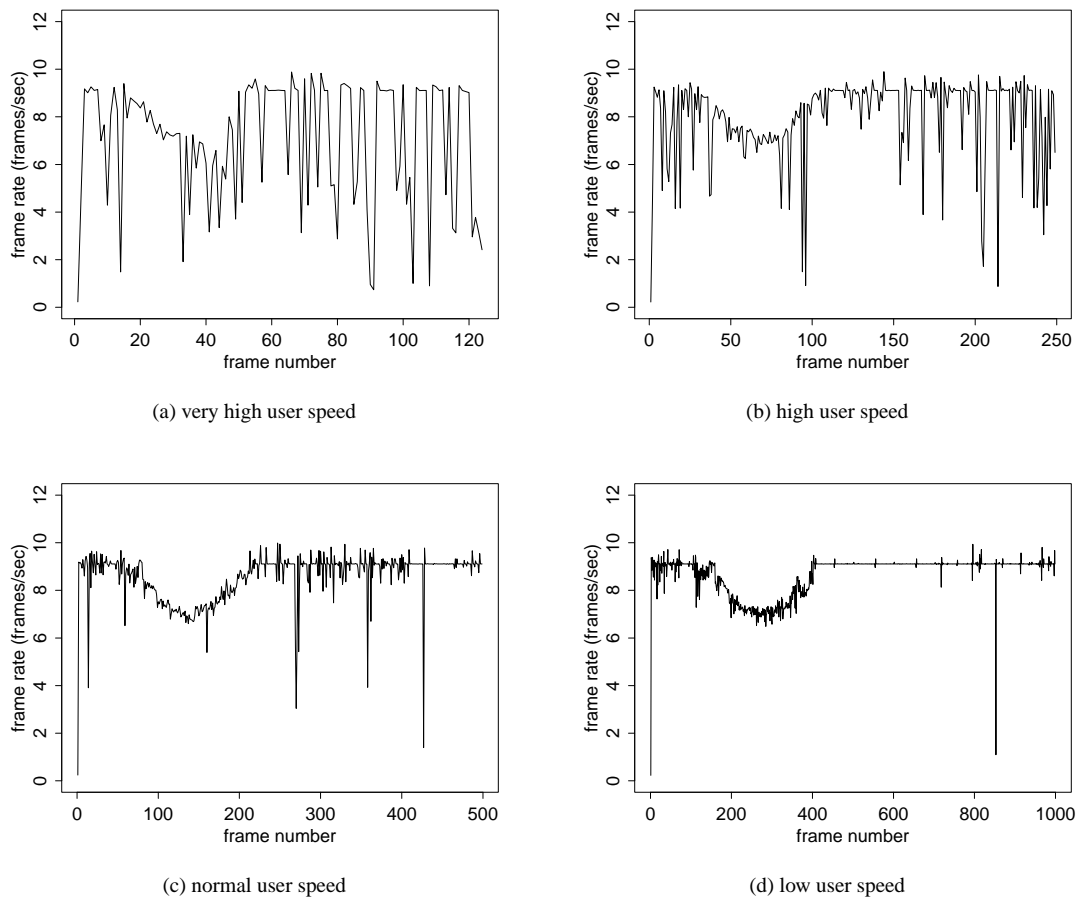 0 2 4 6 8 10 12
frame rate (frames/sec)
0 20 40 60 80 100 120
frame number
(a) very high user speed
0 2 4 6 8 10 12
frame rate (frames/sec)
0 50 100 150 200 250
frame number
(b) high user speed
0 2 4 6 8 10 12
frame rate (frames/sec)
0 100 200 300 400 500
frame number
(c) normal user speed
0 2 4 6 8 10 12
frame rate (frames/sec)
0 200 400 600 800 1000
frame number
(d) low user speed